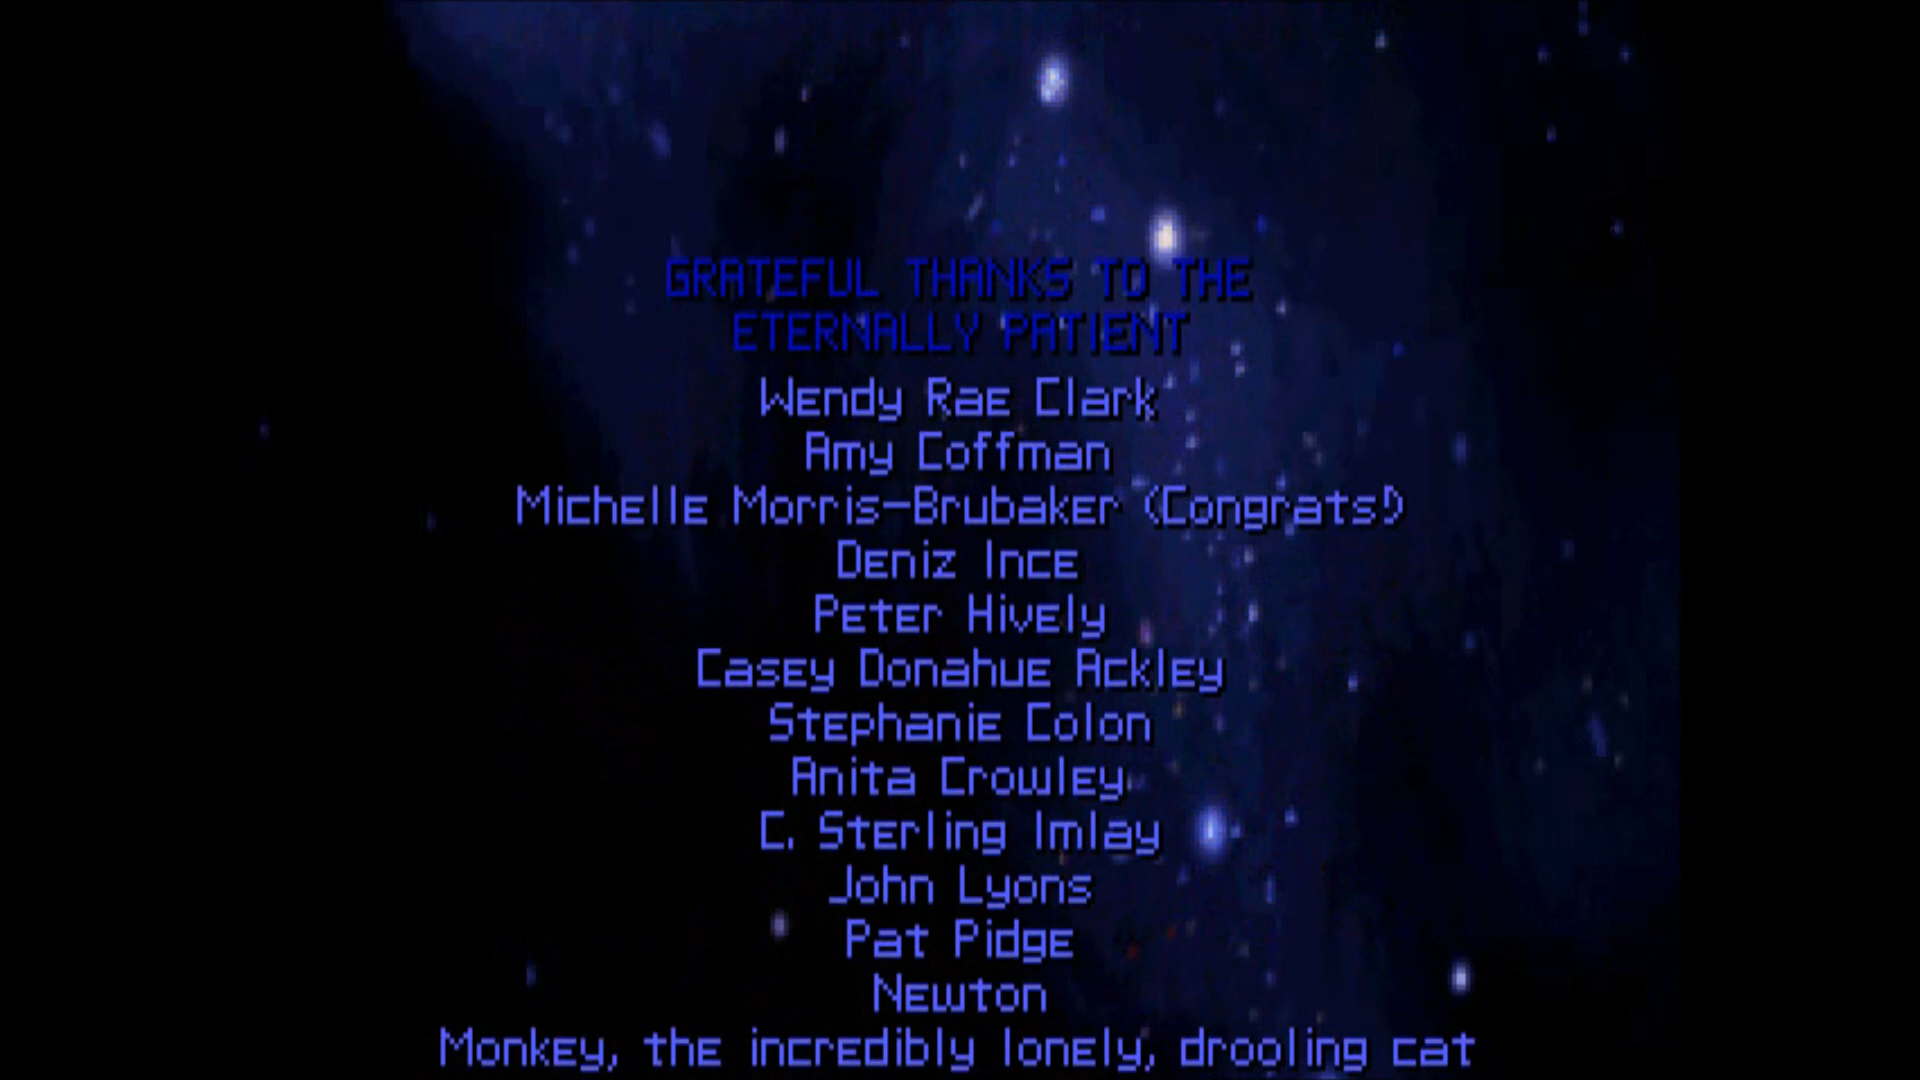 GRATEFUL THANKS TO THE
ETERNALLY PATIENT
Wendy Rae Clark
Amy Coffman
Michelle Morris-Brubaker (Congrats!)
Deniz Ince
Peter Hively
Casey Donahue Ackley
Stephanie Colon
Anita Crowley
C. Sterling Imlay
John Lyons
Pat Pidge
Newton
Monkey, the incredibly lonely, drooling cat